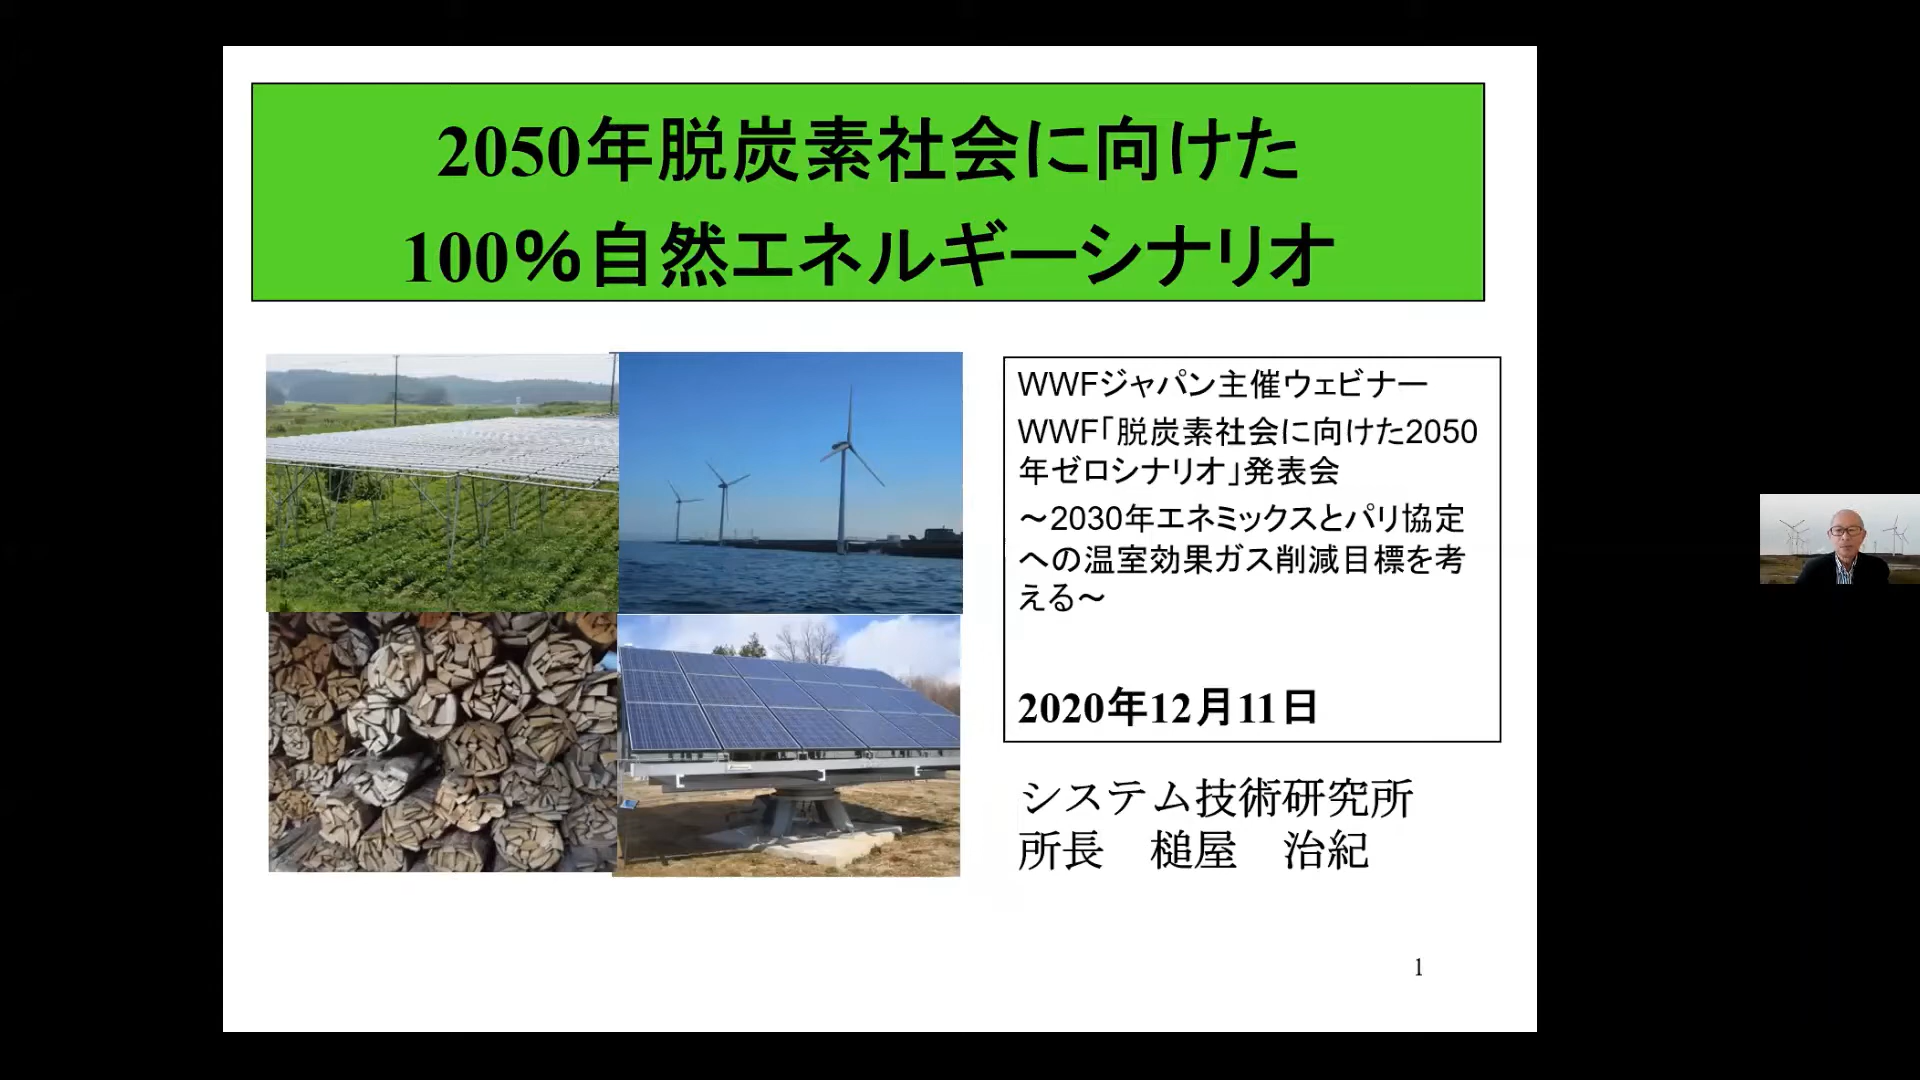 2050年脱炭素社会に向けた
100%自然エネルギーシナリオ
WWFジャパン主催ウェビナー
WWF「脱炭素社会に向けた2050
年ゼロシナリオ」発表会
～2030年エネミックスとパリ協定
への温室効果ガス削減目標を考
える～
2020年12月11日
システム技術研究所
所長　槌屋　治紀
1